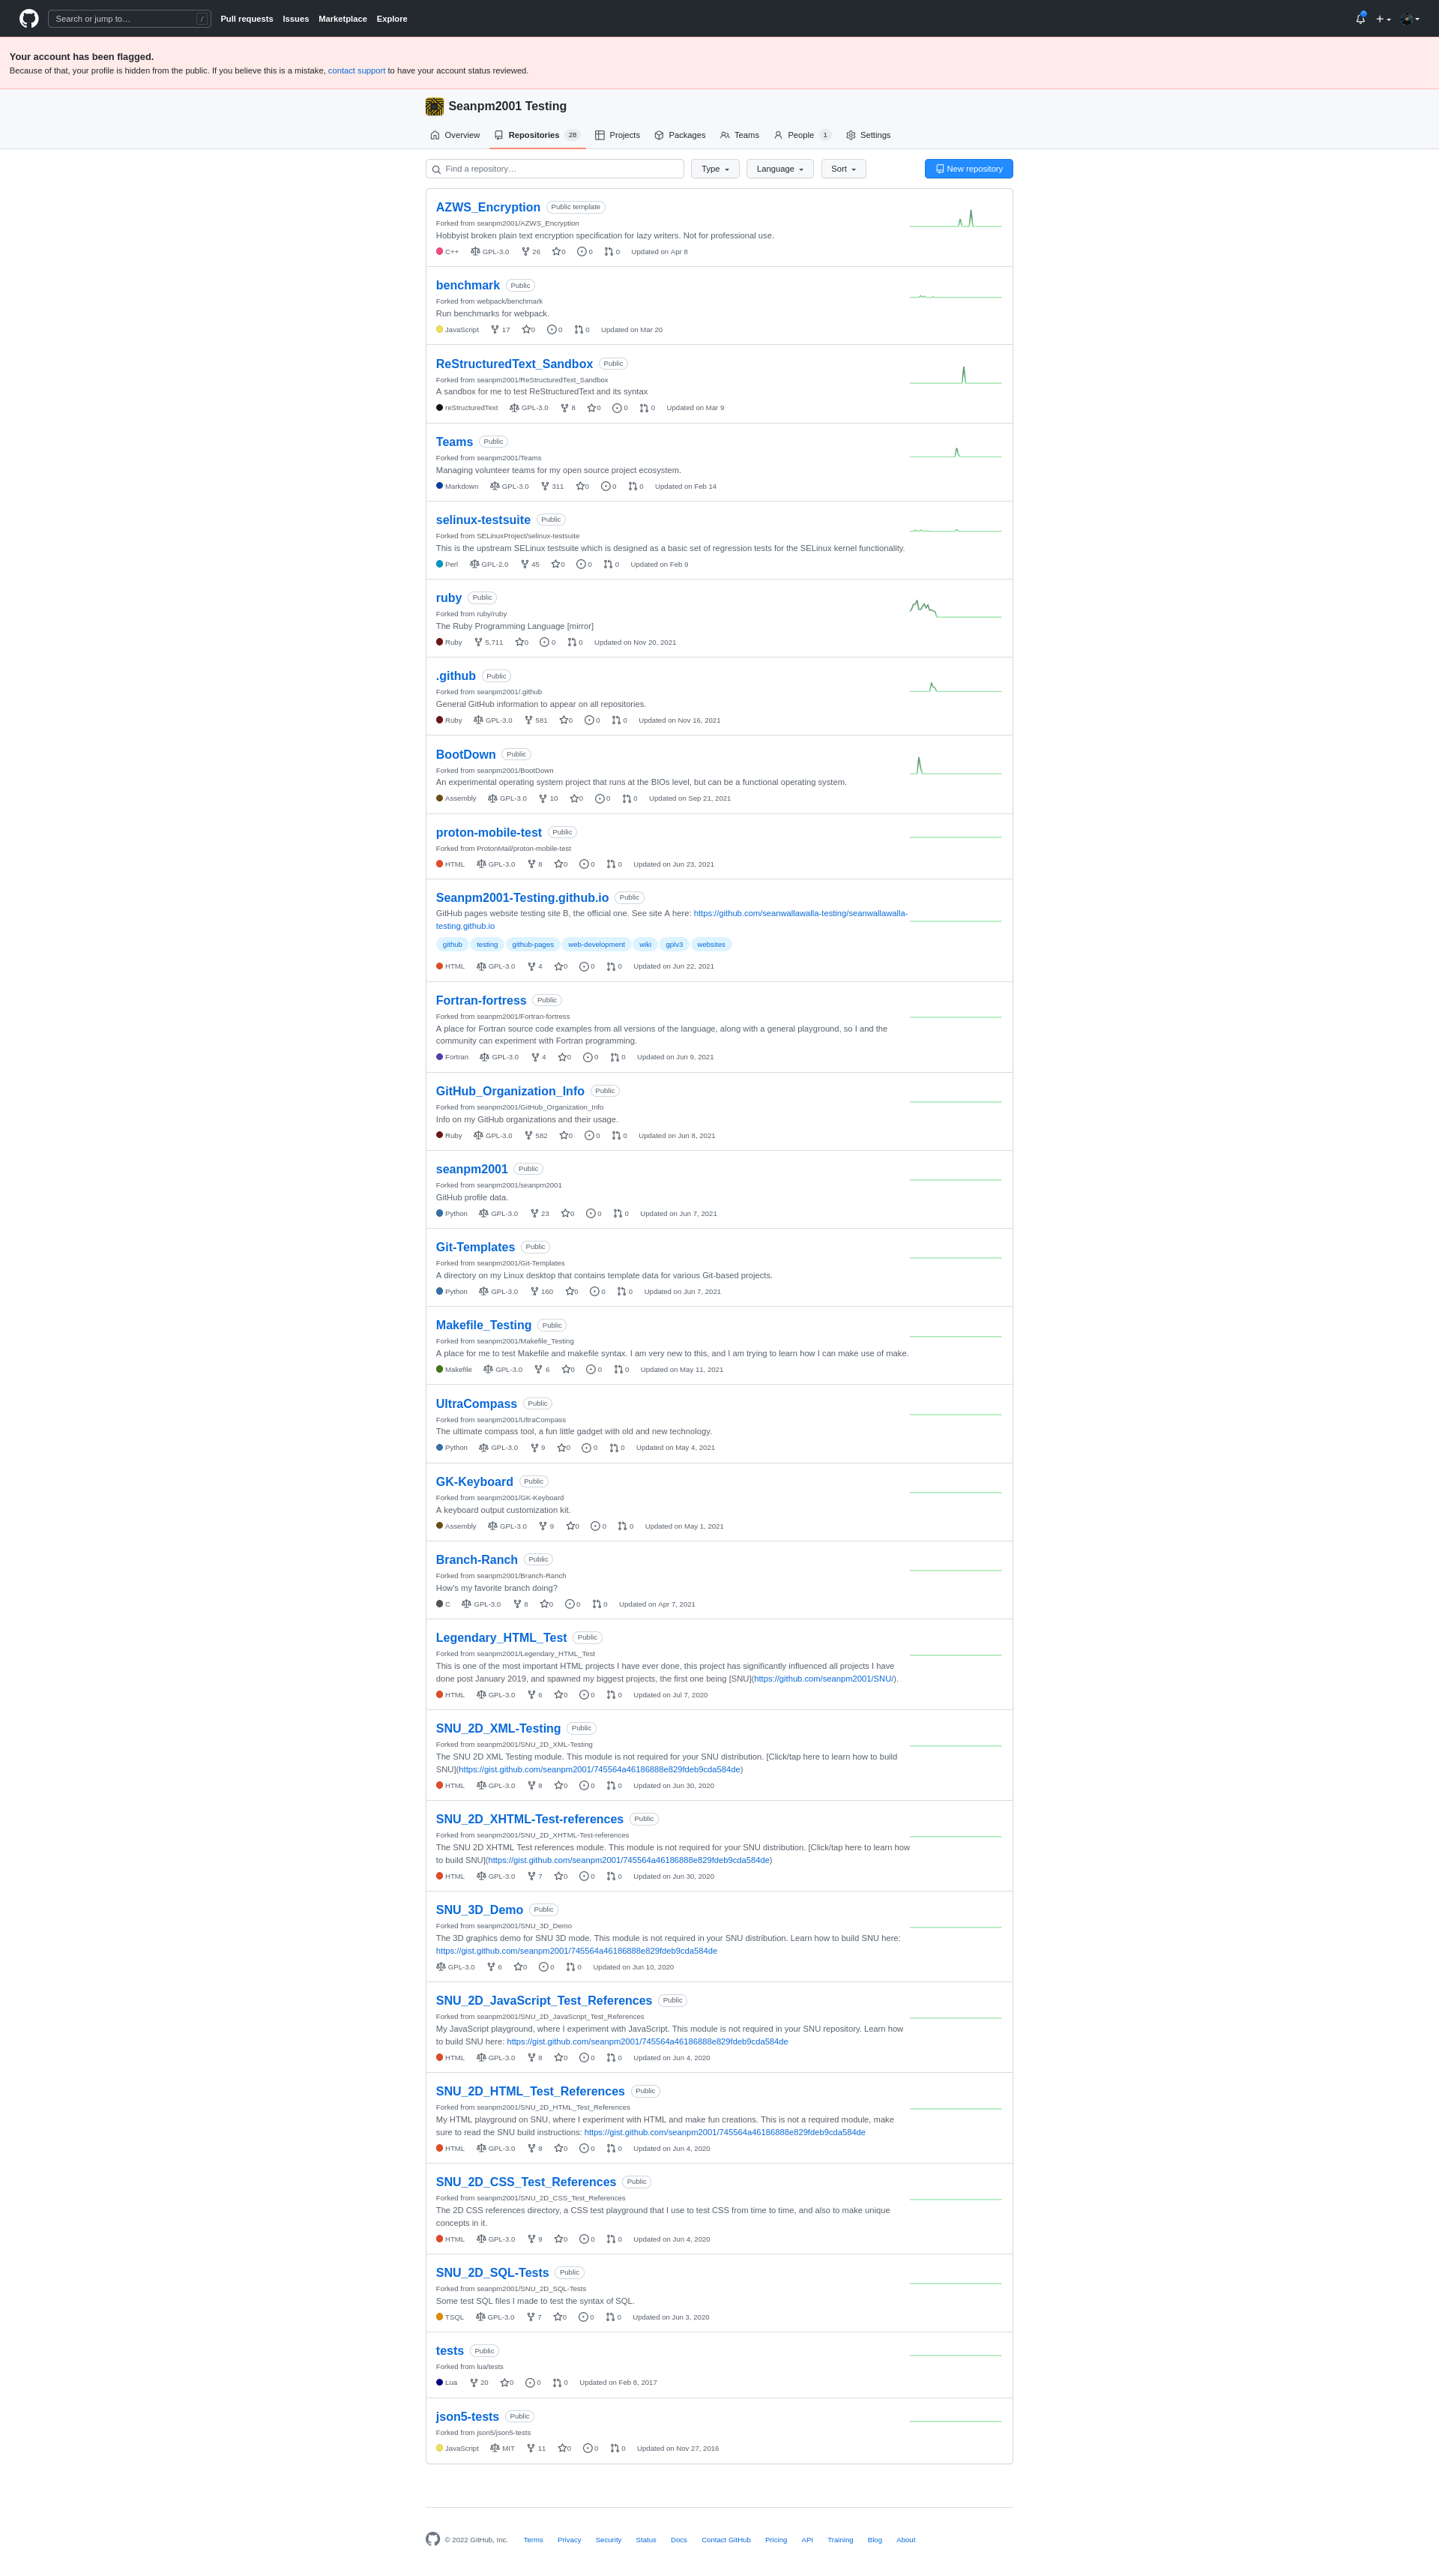 Search or jump to… /
Pull requests Issues Marketplace Explore
Your account has been flagged.
Because of that, your profile is hidden from the public. If you believe this is a mistake, contact support to have your account status reviewed.
Seanpm2001 Testing
Overview Repositories 28 Projects Packages Teams People 1 Settings
Find a repository… Type Language Sort New repository
AZWS_Encryption Public template
Forked from seanpm2001/AZWS_Encryption
Hobbyist broken plain text encryption specification for lazy writers. Not for professional use.
C++ GPL-3.0 26 0 0 0 Updated on Apr 8
benchmark Public
Forked from webpack/benchmark
Run benchmarks for webpack.
JavaScript 17 0 0 0 Updated on Mar 20
ReStructuredText_Sandbox Public
Forked from seanpm2001/ReStructuredText_Sandbox
A sandbox for me to test ReStructuredText and its syntax
reStructuredText GPL-3.0 8 0 0 0 Updated on Mar 9
Teams Public
Forked from seanpm2001/Teams
Managing volunteer teams for my open source project ecosystem.
Markdown GPL-3.0 311 0 0 0 Updated on Feb 14
selinux-testsuite Public
Forked from SELinuxProject/selinux-testsuite
This is the upstream SELinux testsuite which is designed as a basic set of regression tests for the SELinux kernel functionality.
Perl GPL-2.0 45 0 0 0 Updated on Feb 9
ruby Public
Forked from ruby/ruby
The Ruby Programming Language [mirror]
Ruby 5,711 0 0 0 Updated on Nov 20, 2021
.github Public
Forked from seanpm2001/.github
General GitHub information to appear on all repositories.
Ruby GPL-3.0 581 0 0 0 Updated on Nov 16, 2021
BootDown Public
Forked from seanpm2001/BootDown
An experimental operating system project that runs at the BIOs level, but can be a functional operating system.
Assembly GPL-3.0 10 0 0 0 Updated on Sep 21, 2021
proton-mobile-test Public
Forked from ProtonMail/proton-mobile-test
HTML GPL-3.0 8 0 0 0 Updated on Jun 23, 2021
Seanpm2001-Testing.github.io Public
GitHub pages website testing site B, the official one. See site A here: https://github.com/seanwallawalla-testing/seanwallawalla-
testing.github.io
github testing github-pages web-development wiki gplv3 websites
HTML GPL-3.0 4 0 0 0 Updated on Jun 22, 2021
Fortran-fortress Public
Forked from seanpm2001/Fortran-fortress
A place for Fortran source code examples from all versions of the language, along with a general playground, so I and the
community can experiment with Fortran programming.
Fortran GPL-3.0 4 0 0 0 Updated on Jun 9, 2021
GitHub_Organization_Info Public
Forked from seanpm2001/GitHub_Organization_Info
Info on my GitHub organizations and their usage.
Ruby GPL-3.0 582 0 0 0 Updated on Jun 8, 2021
seanpm2001 Public
Forked from seanpm2001/seanpm2001
GitHub profile data.
Python GPL-3.0 23 0 0 0 Updated on Jun 7, 2021
Git-Templates Public
Forked from seanpm2001/Git-Templates
A directory on my Linux desktop that contains template data for various Git-based projects.
Python GPL-3.0 160 0 0 0 Updated on Jun 7, 2021
Makefile_Testing Public
Forked from seanpm2001/Makefile_Testing
A place for me to test Makefile and makefile syntax. I am very new to this, and I am trying to learn how I can make use of make.
Makefile GPL-3.0 6 0 0 0 Updated on May 11, 2021
UltraCompass Public
Forked from seanpm2001/UltraCompass
The ultimate compass tool, a fun little gadget with old and new technology.
Python GPL-3.0 9 0 0 0 Updated on May 4, 2021
GK-Keyboard Public
Forked from seanpm2001/GK-Keyboard
A keyboard output customization kit.
Assembly GPL-3.0 9 0 0 0 Updated on May 1, 2021
Branch-Ranch Public
Forked from seanpm2001/Branch-Ranch
How's my favorite branch doing?
C GPL-3.0 8 0 0 0 Updated on Apr 7, 2021
Legendary_HTML_Test Public
Forked from seanpm2001/Legendary_HTML_Test
This is one of the most important HTML projects I have ever done, this project has significantly influenced all projects I have
done post January 2019, and spawned my biggest projects, the first one being [SNU](https://github.com/seanpm2001/SNU/).
HTML GPL-3.0 6 0 0 0 Updated on Jul 7, 2020
SNU_2D_XML-Testing Public
Forked from seanpm2001/SNU_2D_XML-Testing
The SNU 2D XML Testing module. This module is not required for your SNU distribution. [Click/tap here to learn how to build
SNU](https://gist.github.com/seanpm2001/745564a46186888e829fdeb9cda584de)
HTML GPL-3.0 8 0 0 0 Updated on Jun 30, 2020
SNU_2D_XHTML-Test-references Public
Forked from seanpm2001/SNU_2D_XHTML-Test-references
The SNU 2D XHTML Test references module. This module is not required for your SNU distribution. [Click/tap here to learn how
to build SNU](https://gist.github.com/seanpm2001/745564a46186888e829fdeb9cda584de)
HTML GPL-3.0 7 0 0 0 Updated on Jun 30, 2020
SNU_3D_Demo Public
Forked from seanpm2001/SNU_3D_Demo
The 3D graphics demo for SNU 3D mode. This module is not required in your SNU distribution. Learn how to build SNU here:
https://gist.github.com/seanpm2001/745564a46186888e829fdeb9cda584de
GPL-3.0 6 0 0 0 Updated on Jun 10, 2020
SNU_2D_JavaScript_Test_References Public
Forked from seanpm2001/SNU_2D_JavaScript_Test_References
My JavaScript playground, where I experiment with JavaScript. This module is not required in your SNU repository. Learn how
to build SNU here: https://gist.github.com/seanpm2001/745564a46186888e829fdeb9cda584de
HTML GPL-3.0 8 0 0 0 Updated on Jun 4, 2020
SNU_2D_HTML_Test_References Public
Forked from seanpm2001/SNU_2D_HTML_Test_References
My HTML playground on SNU, where I experiment with HTML and make fun creations. This is not a required module, make
sure to read the SNU build instructions: https://gist.github.com/seanpm2001/745564a46186888e829fdeb9cda584de
HTML GPL-3.0 8 0 0 0 Updated on Jun 4, 2020
SNU_2D_CSS_Test_References Public
Forked from seanpm2001/SNU_2D_CSS_Test_References
The 2D CSS references directory, a CSS test playground that I use to test CSS from time to time, and also to make unique
concepts in it.
HTML GPL-3.0 9 0 0 0 Updated on Jun 4, 2020
SNU_2D_SQL-Tests Public
Forked from seanpm2001/SNU_2D_SQL-Tests
Some test SQL files I made to test the syntax of SQL.
TSQL GPL-3.0 7 0 0 0 Updated on Jun 3, 2020
tests Public
Forked from lua/tests
Lua 20 0 0 0 Updated on Feb 8, 2017
json5-tests Public
Forked from json5/json5-tests
JavaScript MIT 11 0 0 0 Updated on Nov 27, 2016
© 2022 GitHub, Inc. Terms Privacy Security Status Docs Contact GitHub Pricing API Training Blog About